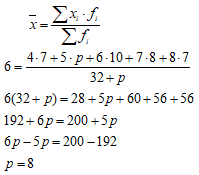 x̄ = ∑xᵢ · fᵢ / ∑fᵢ
6 = 4·7+5·p+6·10+7·8+8·7 / 32+p
6(32+p) = 28+5p+60+56+56
192+6p = 200+5p
6p−5p = 200−192
p = 8